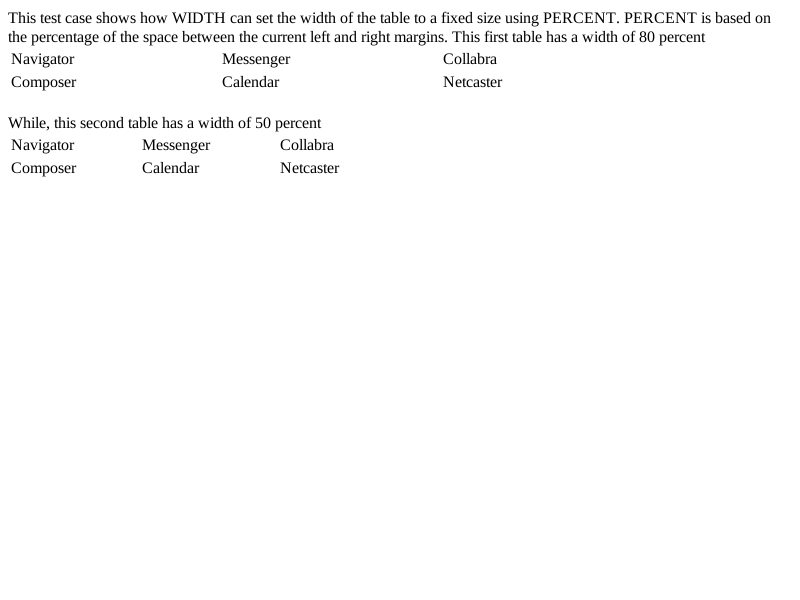 This test case shows how WIDTH can set the width of the table to a fixed size using PERCENT. PERCENT is based on
the percentage of the space between the current left and right margins. This first table has a width of 80 percent
Navigator Messenger Collabra
Composer Calendar Netcaster
While, this second table has a width of 50 percent
Navigator Messenger Collabra
Composer Calendar Netcaster